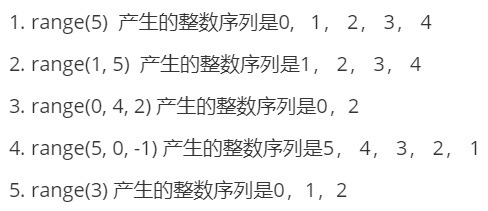 1. range(5) 产生的整数序列是0, 1, 2, 3, 4
2. range(1, 5) 产生的整数序列是1, 2, 3, 4
3. range(0, 4, 2) 产生的整数序列是0，2
4. range(5, 0, -1) 产生的整数序列是5, 4, 3, 2, 1
5. range(3) 产生的整数序列是0，1，2